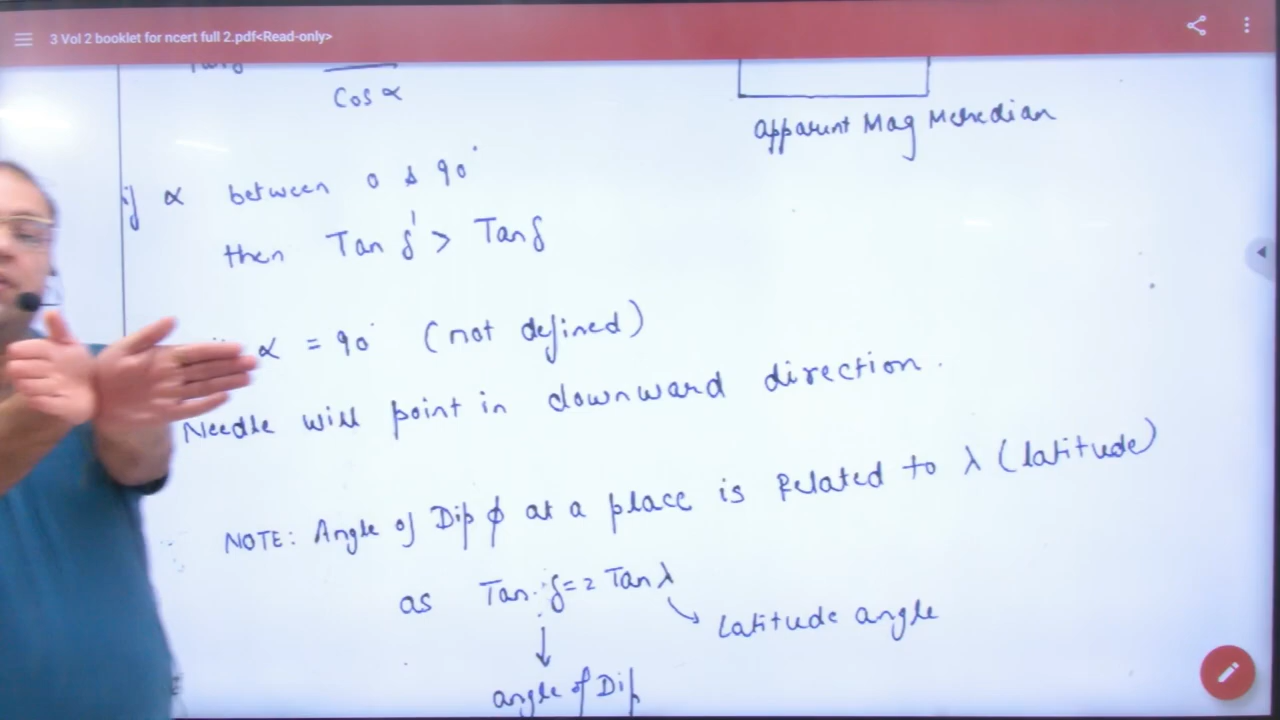 3 Vol 2 booklet for ncert full 2.pdf<Read-only>
Cos ∝
apparent Mag Meredian
if ∝ between 0 & 90°
then Tan δ' > Tan δ
∝ = 90° (not defined)
Needle will point in downward direction.
NOTE: Angle of Dip ϕ at a place is Related to λ (latitude)
as Tan. δ = 2 Tan λ
latitude angle
angle of Dip